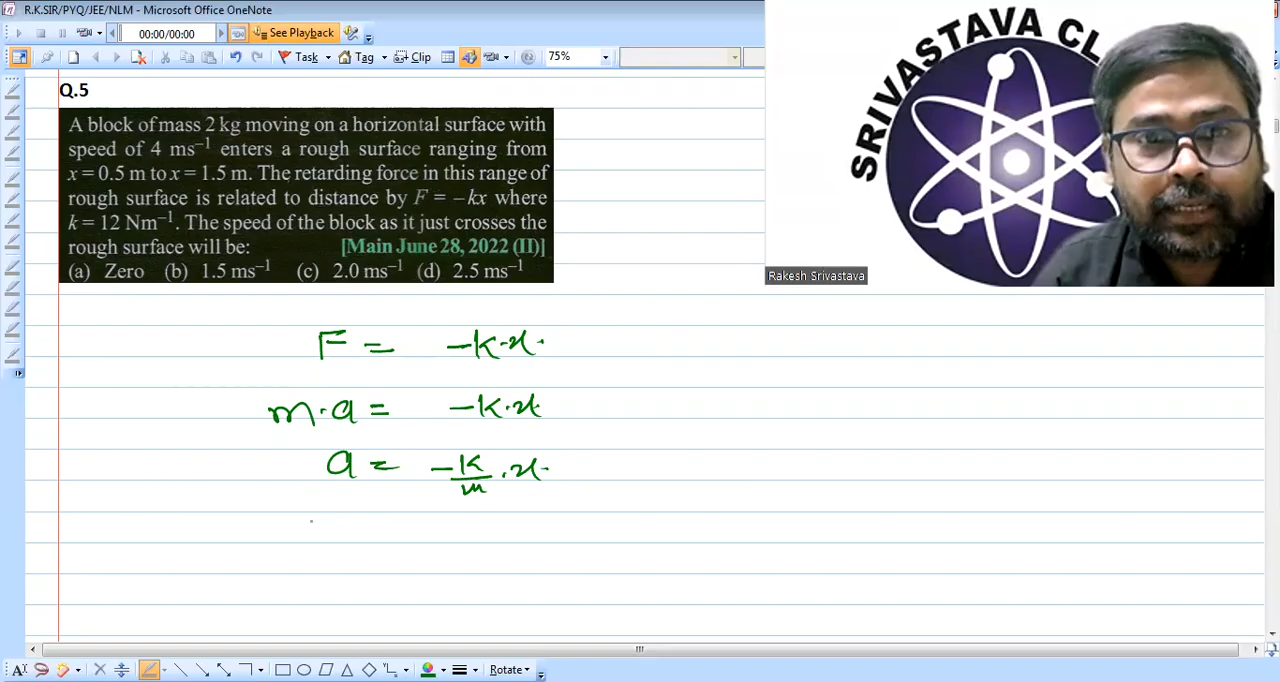 R.K.SIR/PYQ/JEE/NLM - Microsoft Office OneNote
00:00/00:00 See Playback
Task Tag Clip 75%
SRIVASTAVA CL
Q.5
A block of mass 2 kg moving on a horizontal surface with
speed of 4 ms⁻¹ enters a rough surface ranging from
x = 0.5 m to x = 1.5 m. The retarding force in this range of
rough surface is related to distance by F = –kx where
k = 12 Nm⁻¹. The speed of the block as it just crosses the
rough surface will be: [Main June 28, 2022 (II)]
(a) Zero (b) 1.5 ms⁻¹ (c) 2.0 ms⁻¹ (d) 2.5 ms⁻¹
Rakesh Srivastava
F = -k·x·
m·a = -k·x
a = -k/m·x·
Rotate